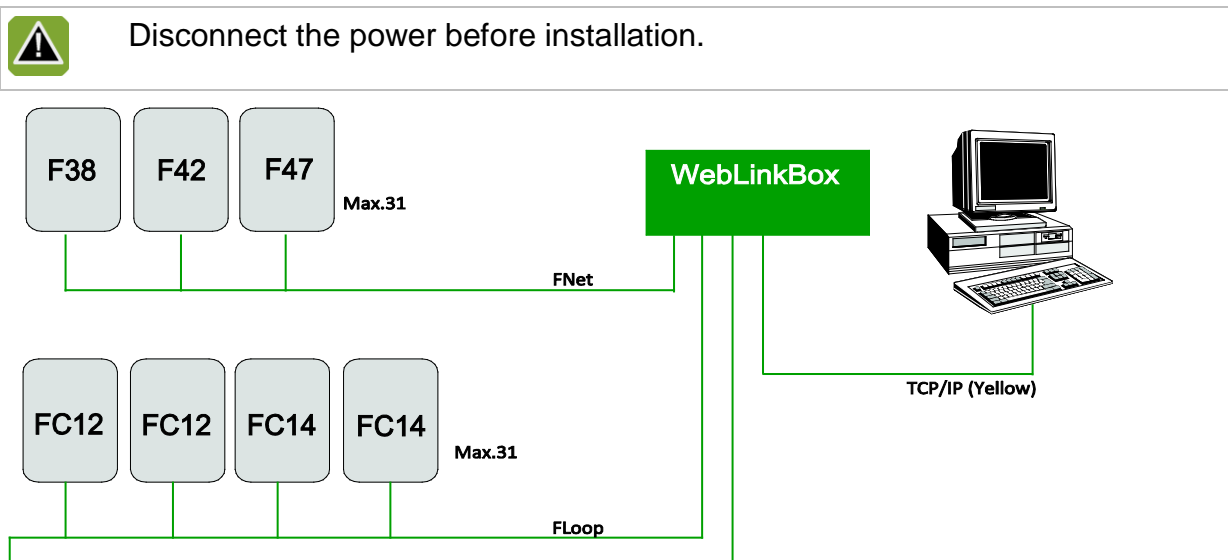 Disconnect the power before installation.
F38
F42
F47
Max.31
WebLinkBox
FNet
TCP/IP (Yellow)
FC12
FC12
FC14
FC14
Max.31
FLoop